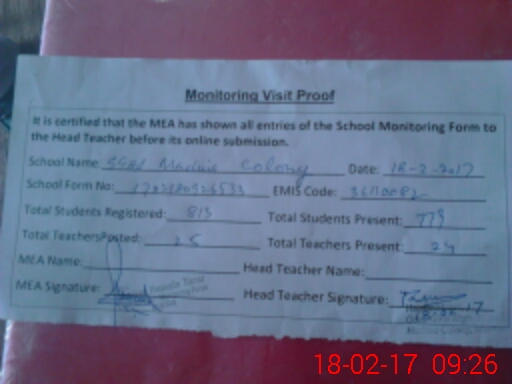 Monitoring Visit Proof
It is certified that the MEA has shown all entries of the School Monitoring Form to
the Head Teacher before its online submission.
School Name: Colony Date: 18-2-2017
School Form No: EMIS Code:
Total Students Registered: 813 Total Students Present: 779
Total TeachersPosted: 25 Total Teachers Present: 24
MEA Name: Head Teacher Name:
MEA Signature: Head Teacher Signature:
18-02-17 09:26